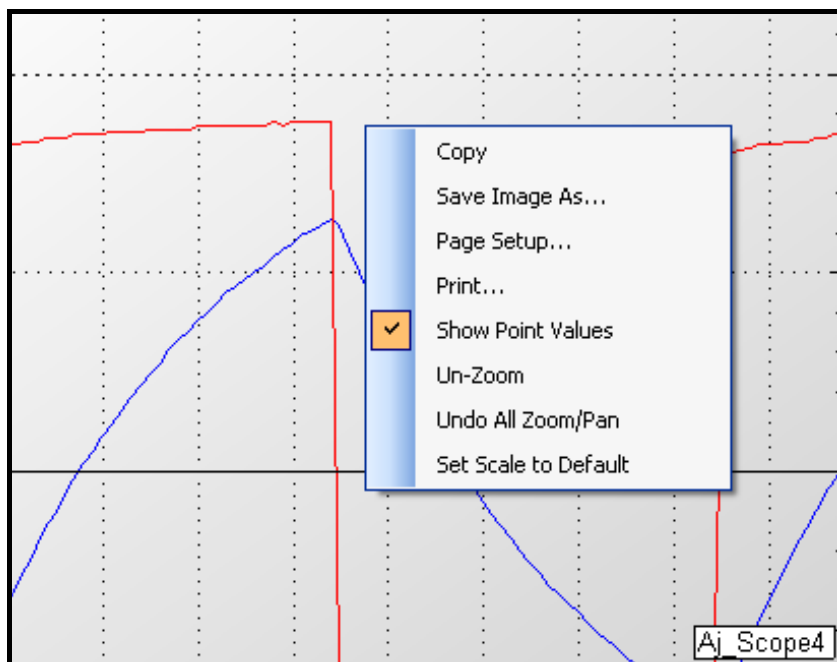 Copy
Save Image As...
Page Setup...
Print...
Show Point Values
Un-Zoom
Undo All Zoom/Pan
Set Scale to Default
Aj_Scope4